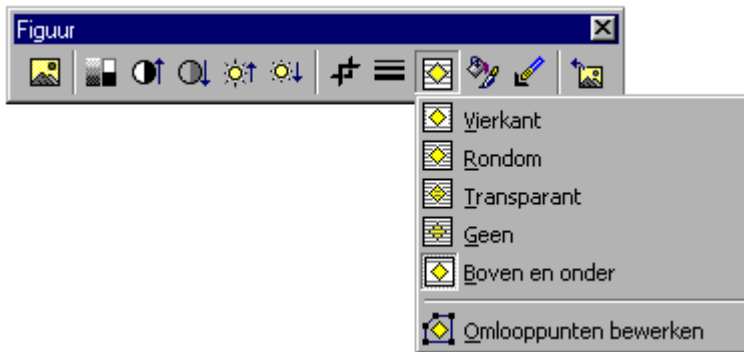 Figuur
Vierkant
Rondom
Transparant
Geen
Boven en onder
Omlooppunten bewerken